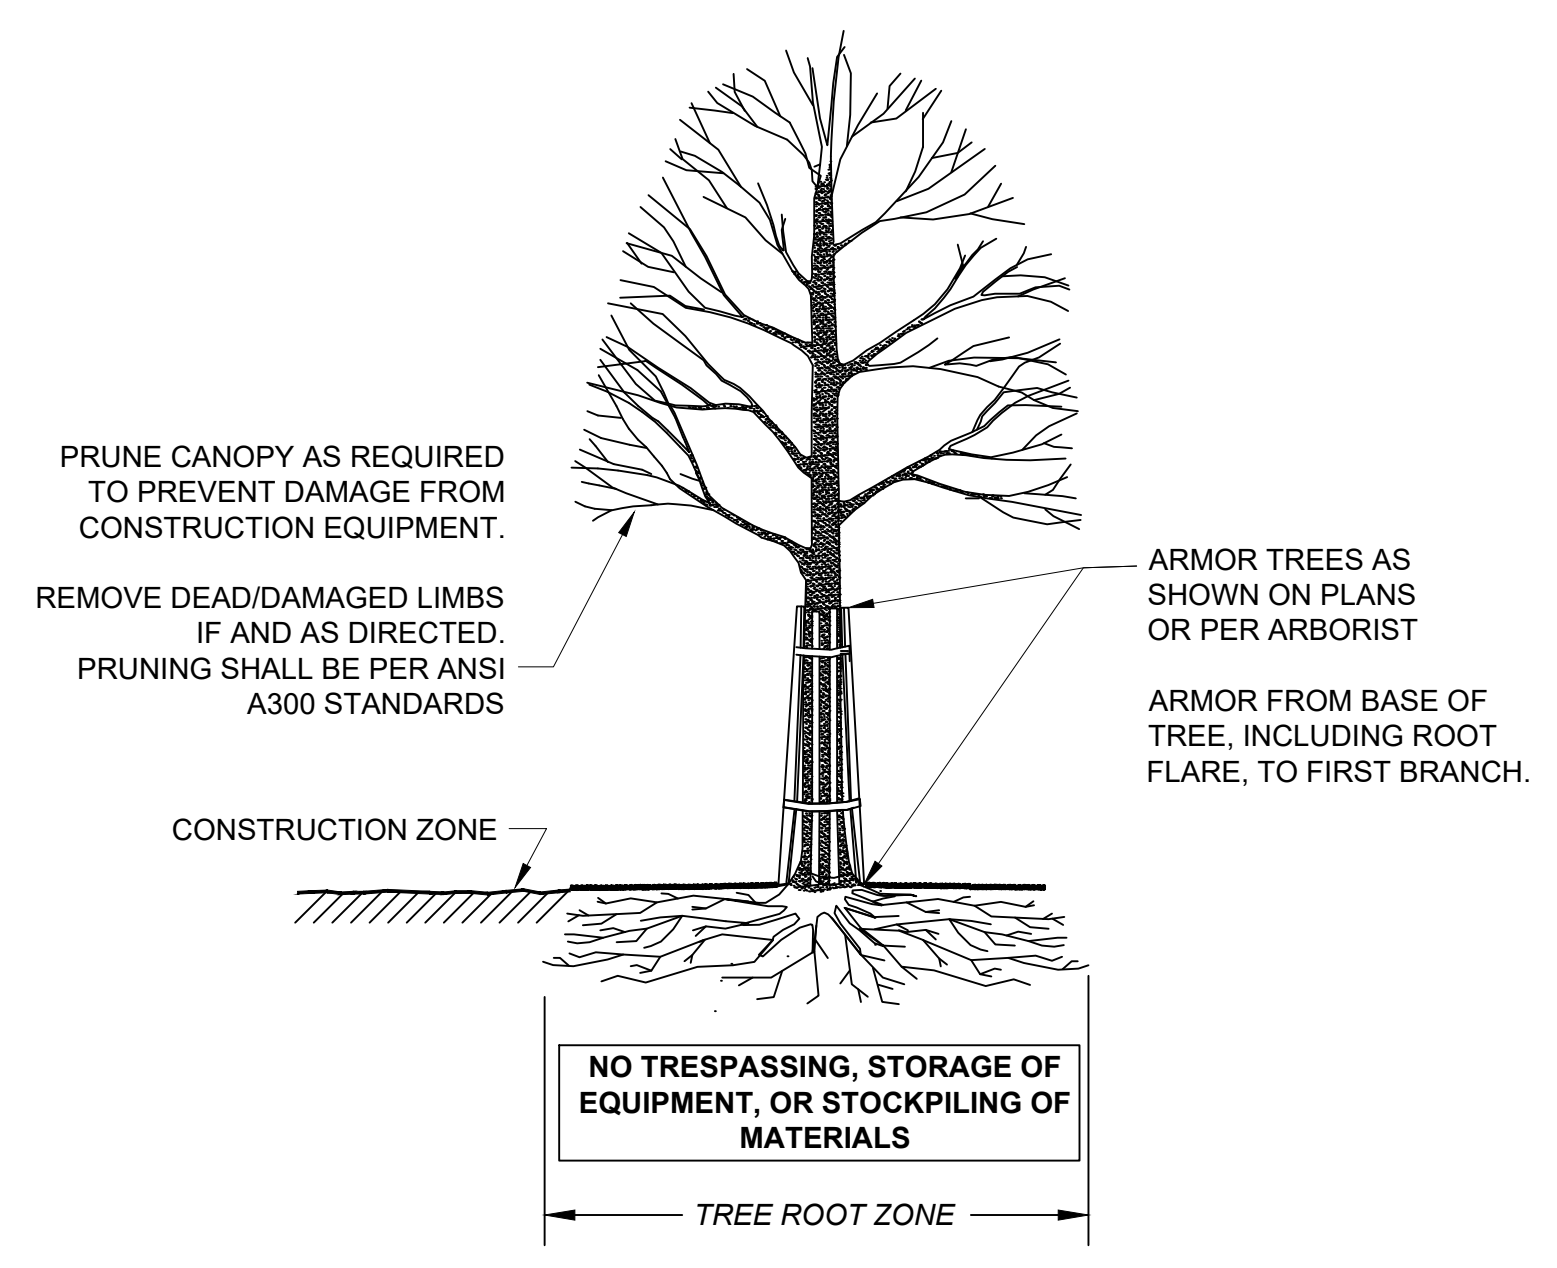 PRUNE CANOPY AS REQUIRED
TO PREVENT DAMAGE FROM
CONSTRUCTION EQUIPMENT.
REMOVE DEAD/DAMAGED LIMBS
IF AND AS DIRECTED.
PRUNING SHALL BE PER ANSI
A300 STANDARDS
CONSTRUCTION ZONE
ARMOR TREES AS
SHOWN ON PLANS
OR PER ARBORIST
ARMOR FROM BASE OF
TREE, INCLUDING ROOT
FLARE, TO FIRST BRANCH.
NO TRESPASSING, STORAGE OF
EQUIPMENT, OR STOCKPILING OF
MATERIALS
TREE ROOT ZONE